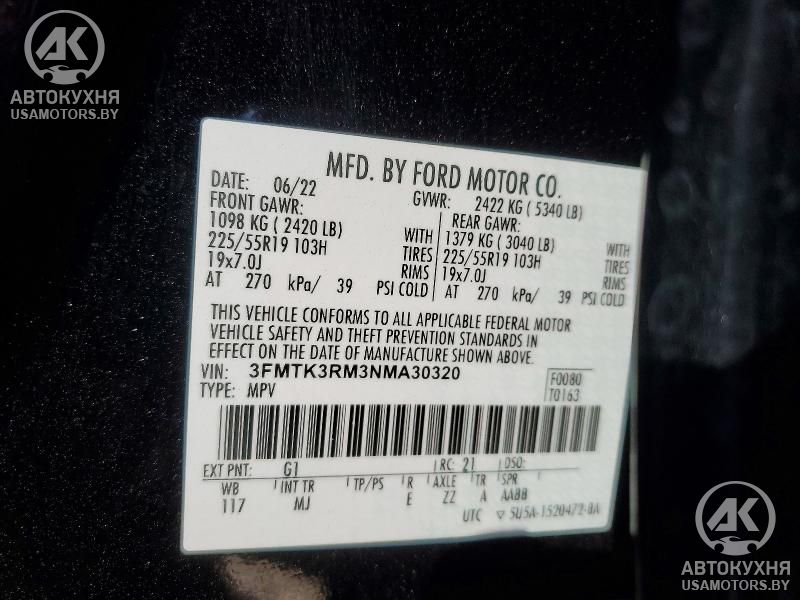 AK
АВТОКУХНЯ
USAMOTORS.BY
MFD. BY FORD MOTOR CO.
DATE: 06/22 GVWR: 2422 KG ( 5340 LB)
FRONT GAWR: REAR GAWR:
1098 KG ( 2420 LB) WITH 1379 KG ( 3040 LB) WITH
225/55R19 103H TIRES 225/55R19 103H TIRES
19x7.0J RIMS 19x7.0J RIMS
AT 270 kPa/ 39 PSI COLD AT 270 kPa/ 39 PSI COLD
THIS VEHICLE CONFORMS TO ALL APPLICABLE FEDERAL MOTOR
VEHICLE SAFETY AND THEFT PREVENTION STANDARDS IN
EFFECT ON THE DATE OF MANUFACTURE SHOWN ABOVE.
VIN: 3FMTK3RM3NMA30320
TYPE: MPV
F0080
T0163
EXT PNT: G1 RC: 21 DSO:
WB INT TR TP/PS R AXLE TR SPR
117 MJ E ZZ A AABB
UTC ▽ 5U5A-1520472-BA
AK
АВТОКУХНЯ
USAMOTORS.BY